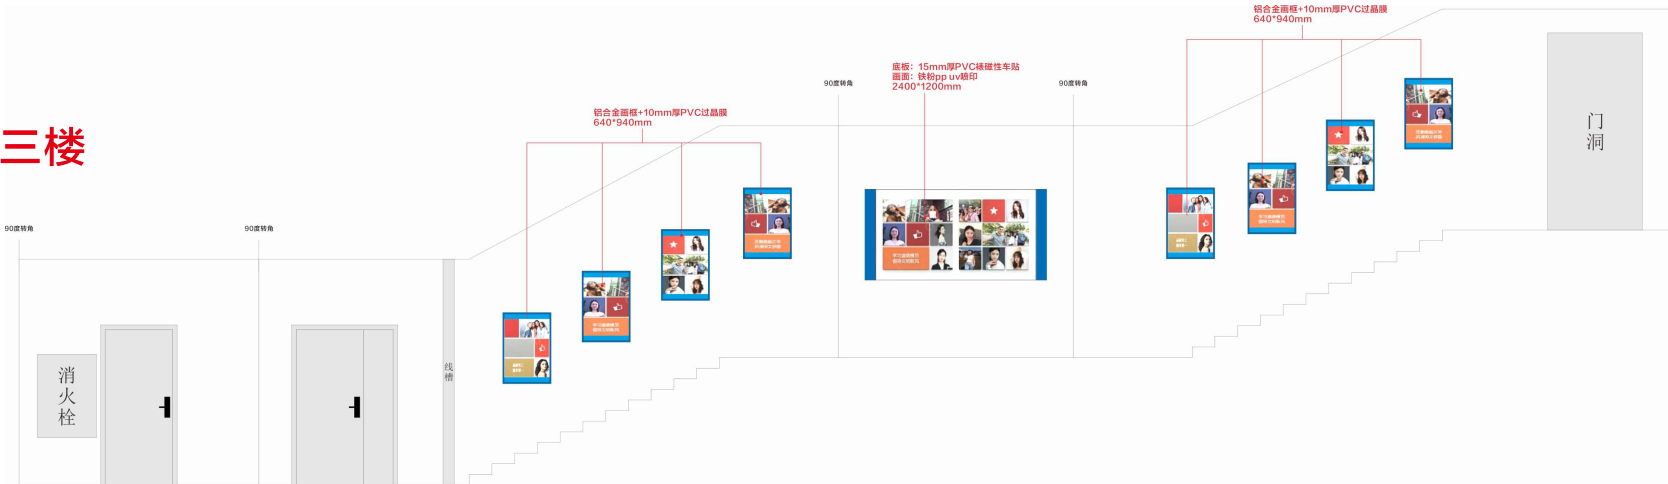 铝合金画框+10mm厚PVC过晶膜
640*940mm
底板：15mm厚PVC裱磁性车贴
画面：铁粉pp uv喷印
2400*1200mm
90度转角
90度转角
铝合金画框+10mm厚PVC过晶膜
640*940mm
三楼
门洞
90度转角
90度转角
线槽
消火栓